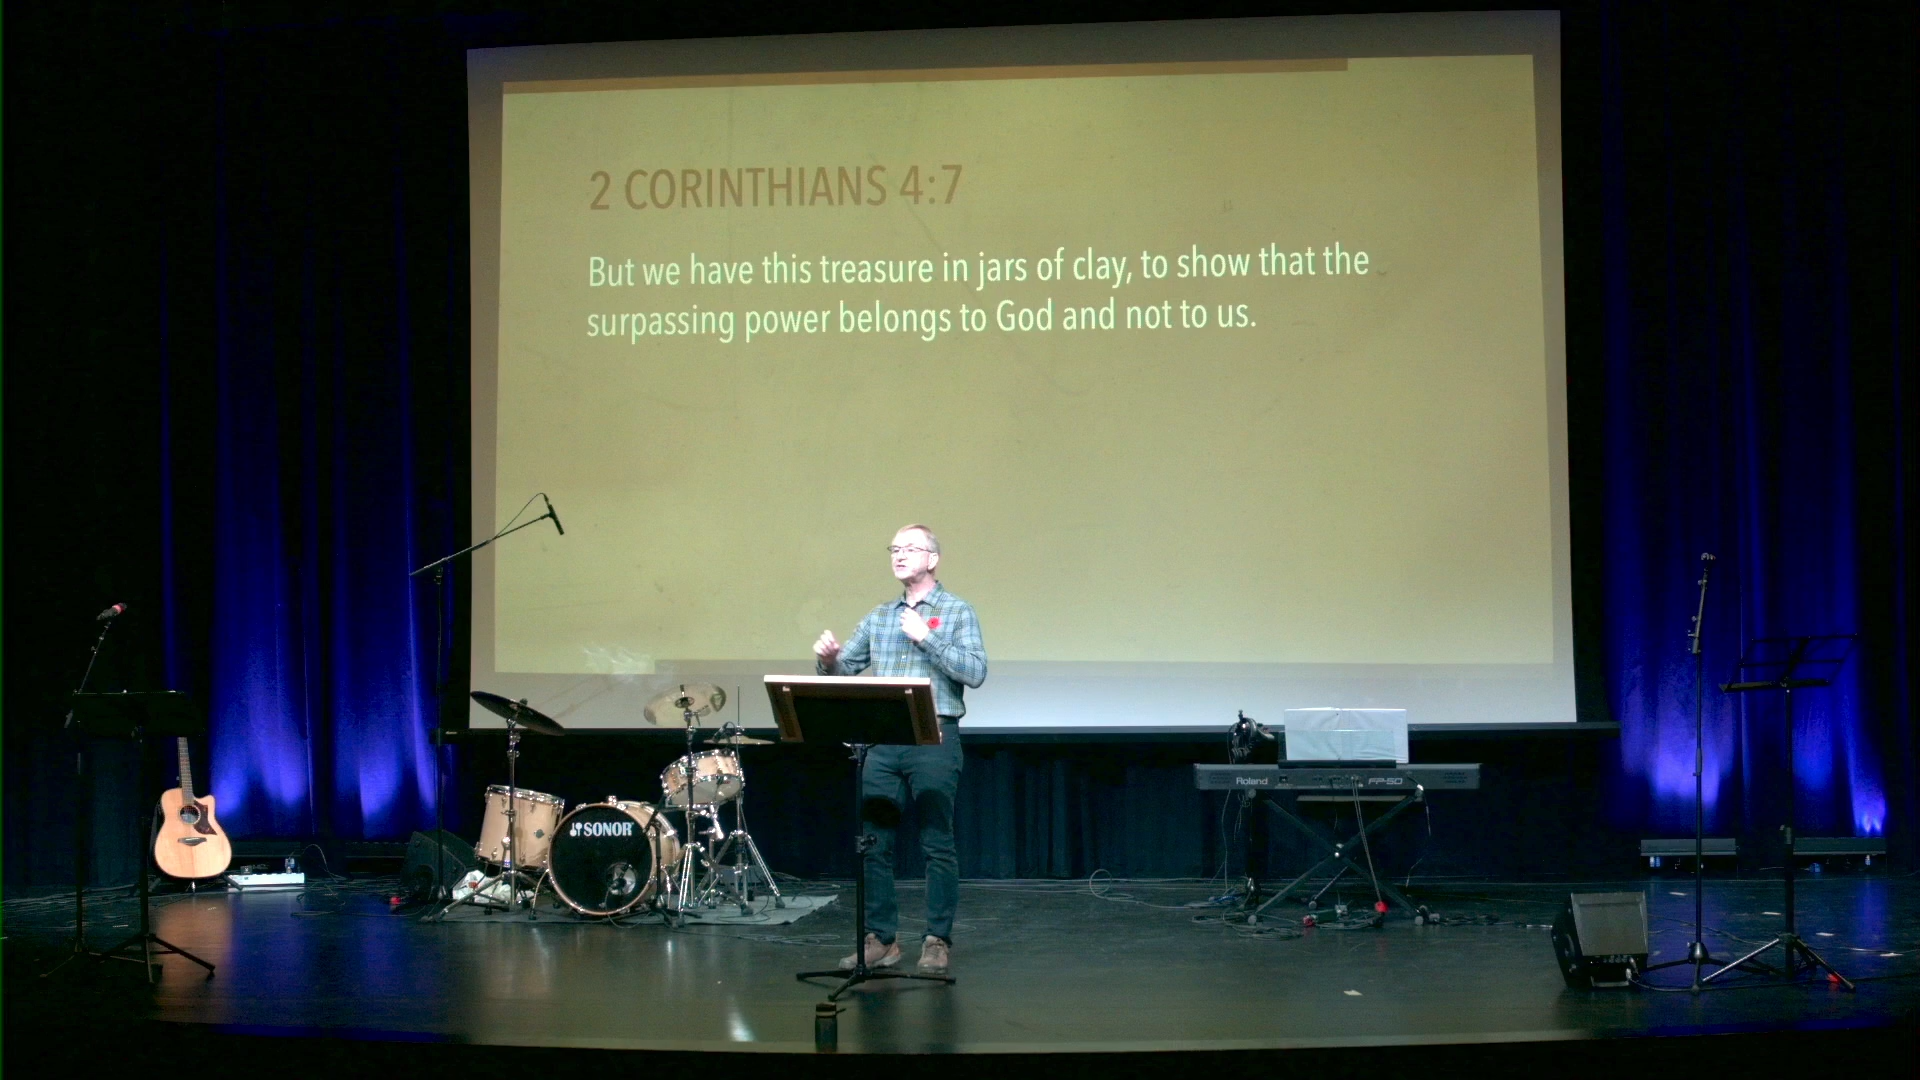 2 CORINTHIANS 4:7
But we have this treasure in jars of clay, to show that the
surpassing power belongs to God and not to us.
SONOR
Roland
FP-50